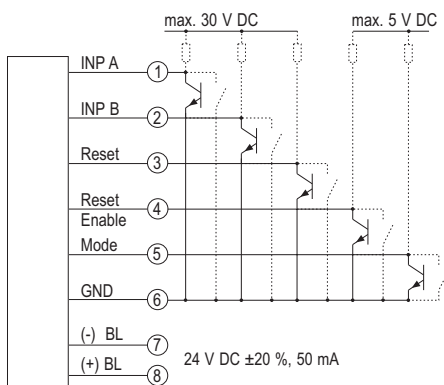 max. 30 V DC
max. 5 V DC
INP A 1
INP B 2
Reset 3
Reset 4
Enable
Mode 5
GND 6
(-) BL 7
24 V DC ±20 %, 50 mA
(+) BL 8